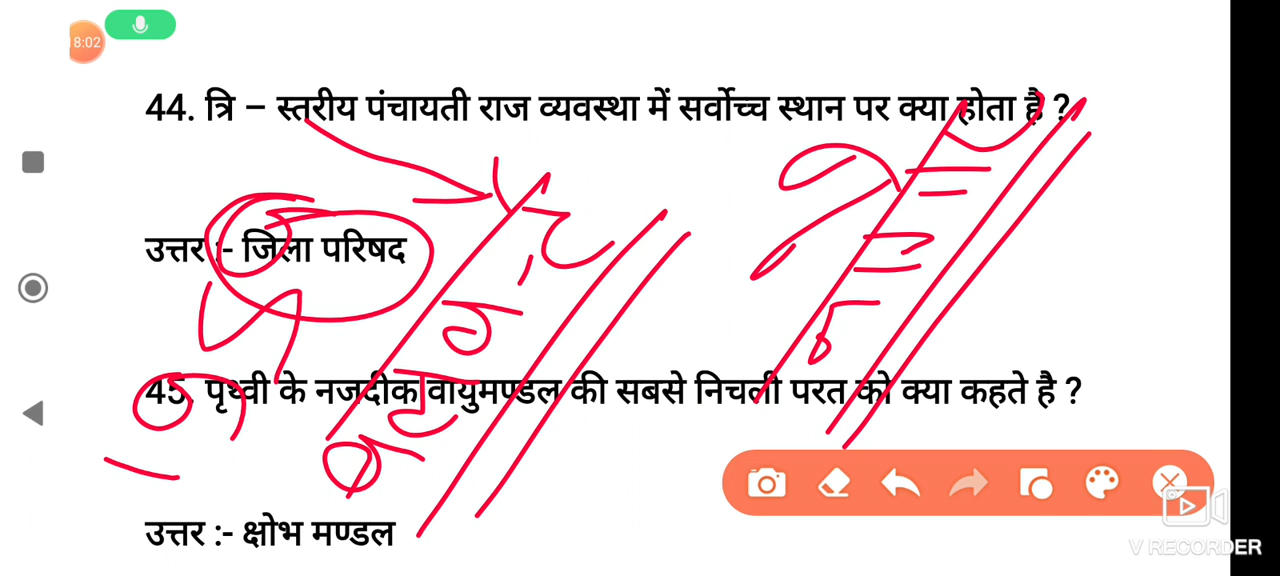 18:02
44. त्रि – स्तरीय पंचायती राज व्यवस्था में सर्वोच्च स्थान पर क्या होता है ?
उत्तर :- जिला परिषद
45. पृथ्वी के नजदीक वायुमण्डल की सबसे निचली परत को क्या कहते है ?
उत्तर :- क्षोभ मण्डल
V RECORDER